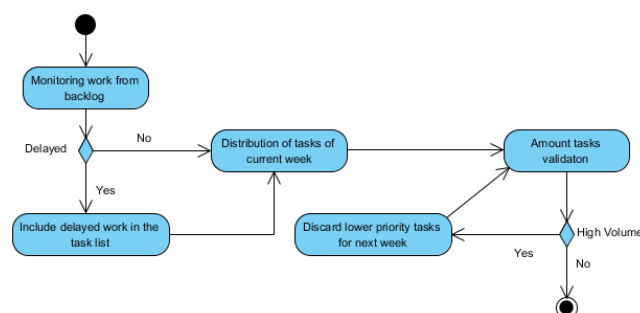 Monitoring work from
backlog
Delayed
No
Distribution of tasks of
current week
Amount tasks
validaton
Yes
Include delayed work in the
task list
Discard lower priority tasks
for next week
High Volume
Yes
No